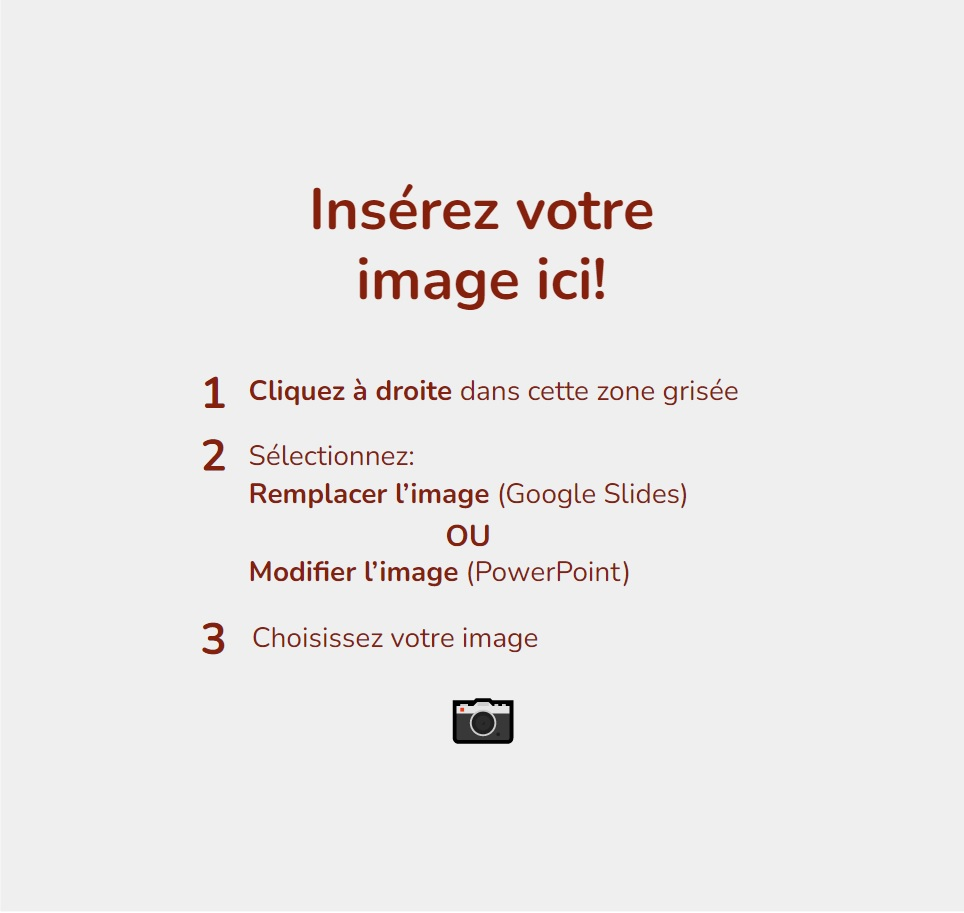 Insérez votre
image ici!
1 Cliquez à droite dans cette zone grisée
2 Sélectionnez:
Remplacer l’image (Google Slides)
OU
Modifier l’image (PowerPoint)
3 Choisissez votre image